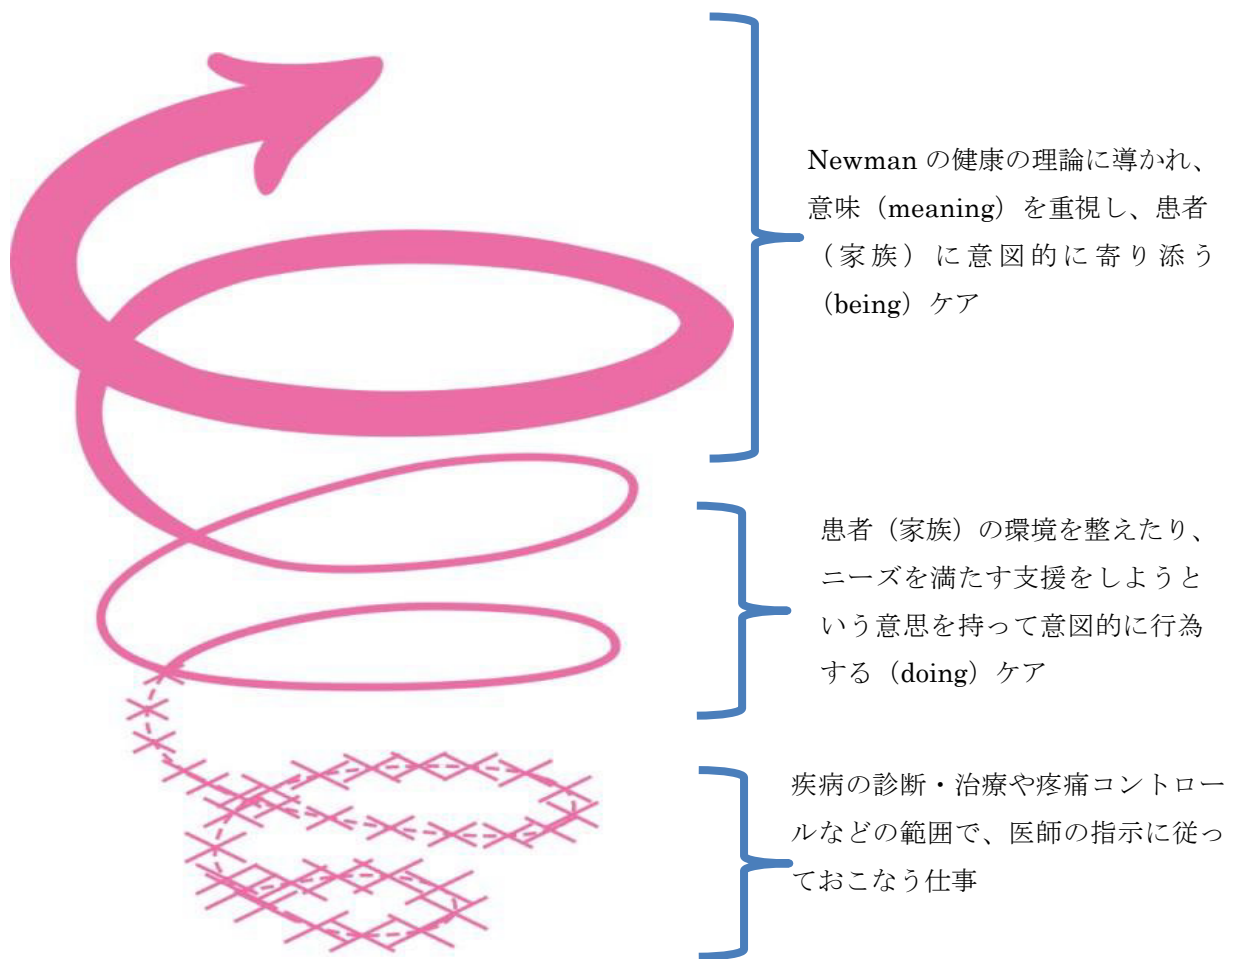 Newman の健康の理論に導かれ、
意味（meaning）を重視し、患者
（家族）に意図的に寄り添う
（being）ケア
患者（家族）の環境を整えたり、
ニーズを満たす支援をしようと
いう意思を持って意図的に行為
する（doing）ケア
疾病の診断・治療や疼痛コントロー
ルなどの範囲で、医師の指示に従っ
ておこなう仕事